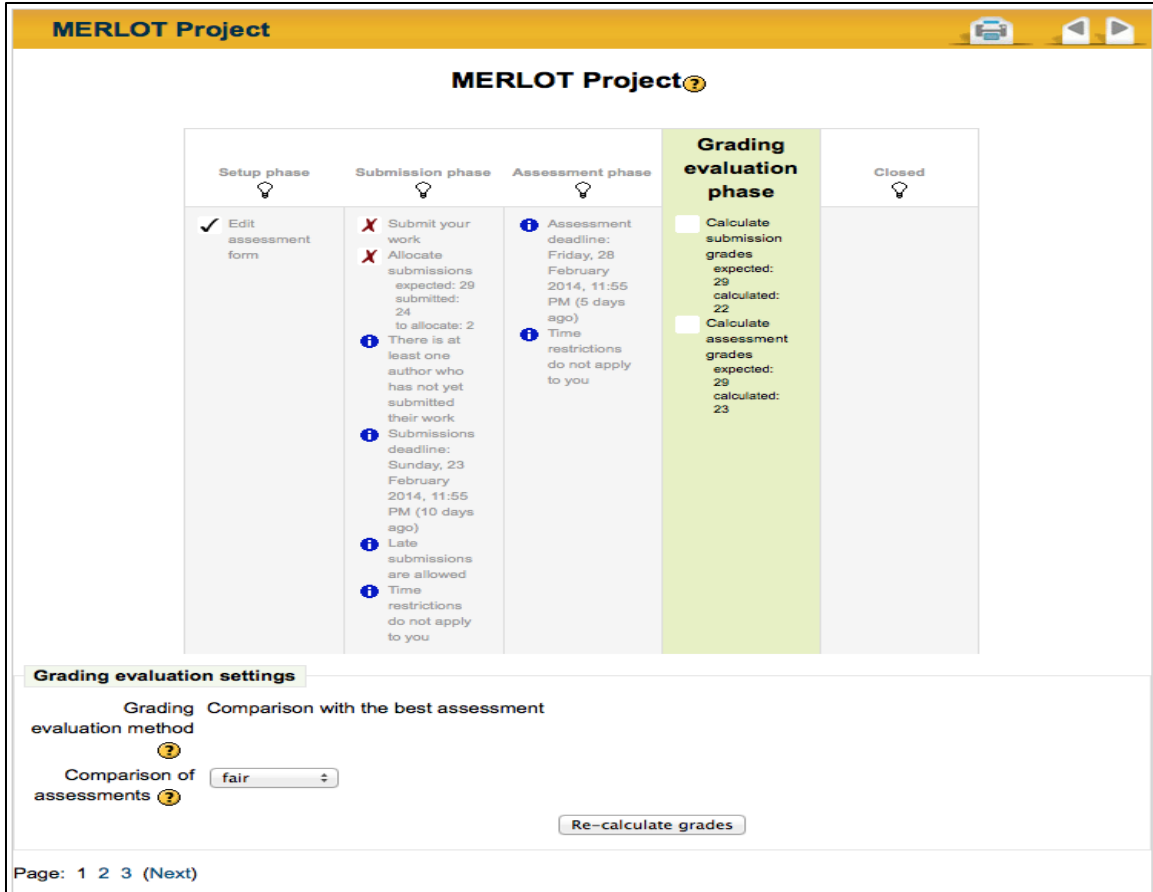 MERLOT Project
MERLOT Project
Setup phase
Submission phase
Assessment phase
Grading
evaluation
phase
Closed
Edit
assessment
form
Submit your
work
Allocate
submissions
expected: 29
submitted:
24
to allocate: 2
There is at
least one
author who
has not yet
submitted
their work
Submissions
deadline:
Sunday, 23
February
2014, 11:55
PM (10 days
ago)
Late
submissions
are allowed
Time
restrictions
do not apply
to you
Assessment
deadline:
Friday, 28
February
2014, 11:55
PM (5 days
ago)
Time
restrictions
do not apply
to you
Calculate
submission
grades
expected:
29
calculated:
22
Calculate
assessment
grades
expected:
29
calculated:
23
Grading evaluation settings
Grading
evaluation method
Comparison with the best assessment
Comparison of
assessments
fair
Re-calculate grades
Page: 1 2 3 (Next)